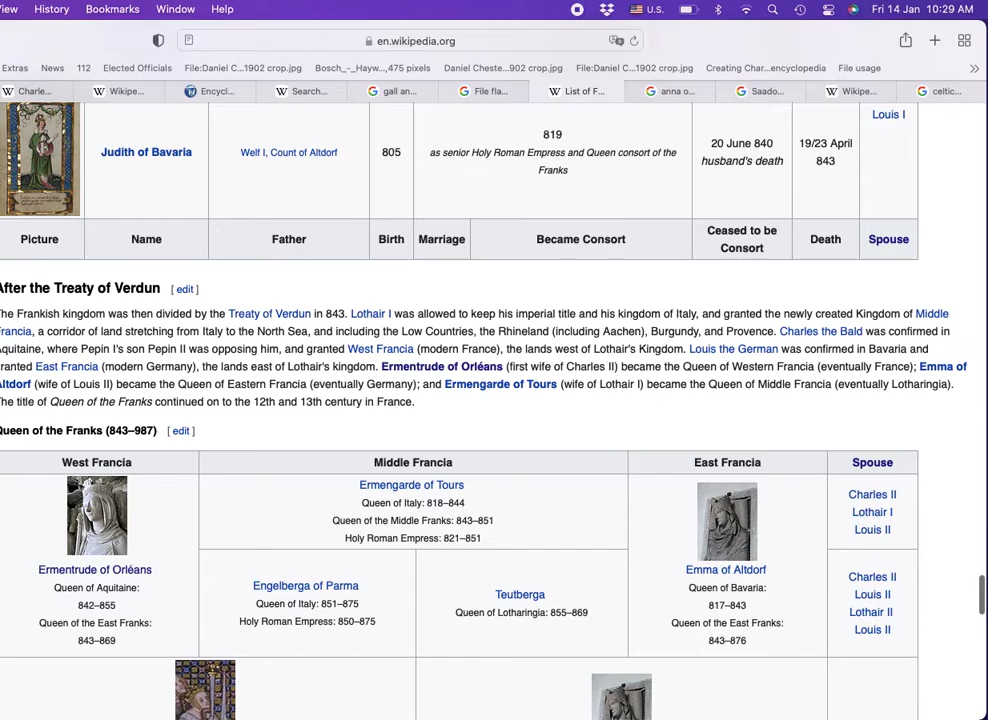 iew History Bookmarks Window Help U.S. Fri 14 Jan 10:29 AM
en.wikipedia.org
Extras News 112 Elected Officials File:Daniel C...1902 crop.jpg Bosch_-_Hayw...,475 pixels Daniel Cheste...902 crop.jpg File:Daniel C...1902 crop.jpg Creating Char...encyclopedia File usage
Charle... Wikipe... Encycl... Search... gall an... File fla... List of F... anna o... Saado... Wikipe... celtic...
Judith of Bavaria
Welf I, Count of Altdorf
805
819
as senior Holy Roman Empress and Queen consort of the
Franks
20 June 840
husband's death
19/23 April
843
Louis I
Picture Name Father Birth Marriage Became Consort Ceased to be
Consort Death Spouse
After the Treaty of Verdun [ edit ]
he Frankish kingdom was then divided by the Treaty of Verdun in 843. Lothair I was allowed to keep his imperial title and his kingdom of Italy, and granted the newly created Kingdom of Middle
rancia, a corridor of land stretching from Italy to the North Sea, and including the Low Countries, the Rhineland (including Aachen), Burgundy, and Provence. Charles the Bald was confirmed in
Aquitaine, where Pepin I's son Pepin II was opposing him, and granted West Francia (modern France), the lands west of Lothair's Kingdom. Louis the German was confirmed in Bavaria and
ranted East Francia (modern Germany), the lands east of Lothair's kingdom. Ermentrude of Orléans (first wife of Charles II) became the Queen of Western Francia (eventually France); Emma of
Altdorf (wife of Louis II) became the Queen of Eastern Francia (eventually Germany); and Ermengarde of Tours (wife of Lothair I) became the Queen of Middle Francia (eventually Lotharingia).
The title of Queen of the Franks continued on to the 12th and 13th century in France.
Queen of the Franks (843–987) [ edit ]
West Francia Middle Francia East Francia Spouse
Ermengarde of Tours
Queen of Italy: 818–844
Queen of the Middle Franks: 843–851
Holy Roman Empress: 821–851
Charles II
Lothair I
Louis II
Ermentrude of Orléans
Queen of Aquitaine:
842–855
Queen of the East Franks:
843–869
Engelberga of Parma
Queen of Italy: 851–875
Holy Roman Empress: 850–875
Teutberga
Queen of Lotharingia: 855–869
Emma of Altdorf
Queen of Bavaria:
817–843
Queen of the East Franks:
843–876
Charles II
Louis II
Lothair II
Louis II